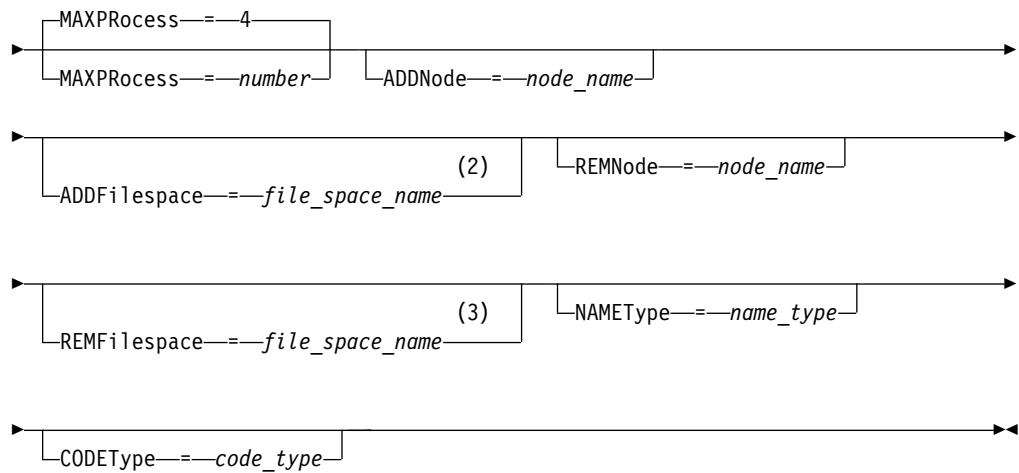 MAXPRocess = 4
MAXPRocess = number ADDNode = node_name
(2)
ADDFilespace = file_space_name REMNode = node_name
(3)
REMFilespace = file_space_name NAMEType = name_type
CODEType = code_type